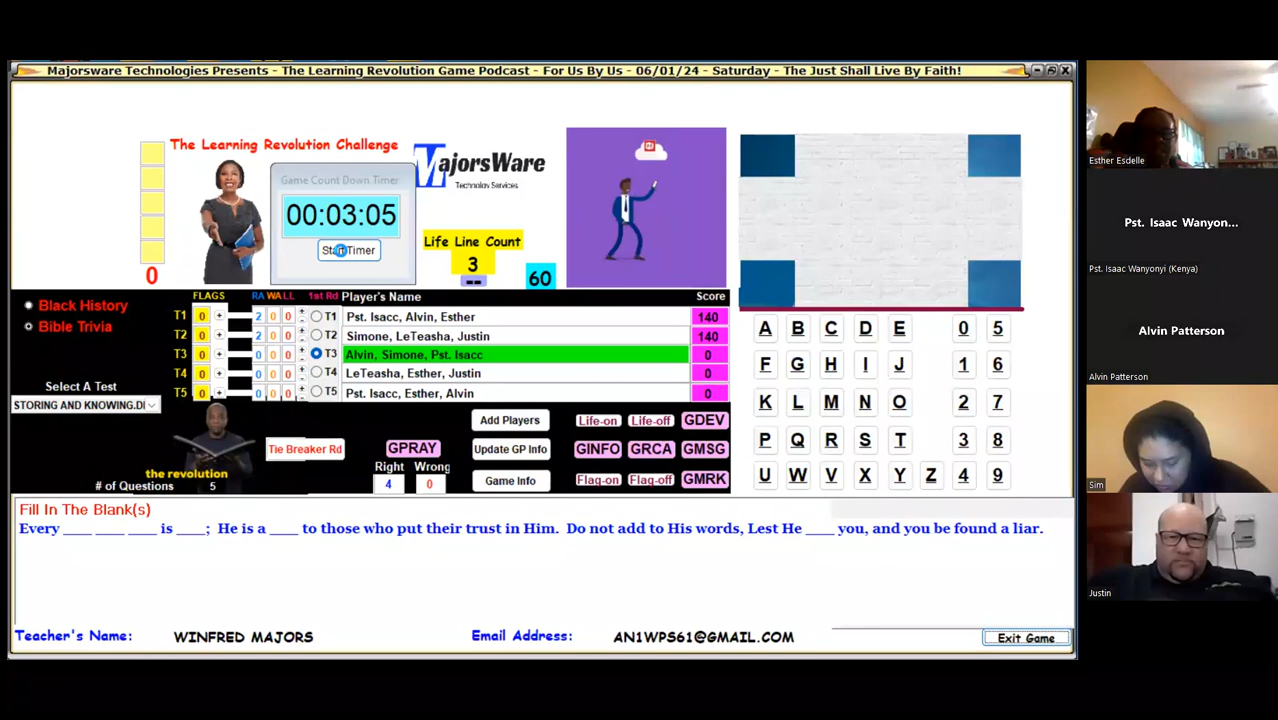 Majorsware Technologies Presents - The Learning Revolution Game Podcast - For Us By Us - 06/01/24 - Saturday - The Just Shall Live By Faith!
The Learning Revolution Challenge
0
Game Count Down Timer
00:03:05
Start Timer
MajorsWare
Technology Services
Life Line Count
3
--
60
Black History
Bible Trivia
Select A Test
STORING AND KNOWING.DI
the revolution
# of Questions 5
FLAGS RA WA LL 1st Rd Player's Name Score
T1 0 + 2 0 0 + - T1 Pst. Isacc, Alvin, Esther 140
T2 0 + 2 0 0 + - T2 Simone, LeTeasha, Justin 140
T3 0 + 0 0 0 + - T3 Alvin, Simone, Pst. Isacc 0
T4 0 + 0 0 0 + - T4 LeTeasha, Esther, Justin 0
T5 0 + 0 0 0 + - T5 Pst. Isacc, Esther, Alvin 0
Tie Breaker Rd
GPRAY
Right Wrong
4 0
Add Players Life-on Life-off GDEV
Update GP Info GINFO GRCA GMSG
Game Info Flag-on Flag-off GMRK
A B C D E 0 5
F G H I J 1 6
K L M N O 2 7
P Q R S T 3 8
U W V X Y Z 4 9
Fill In The Blank(s)
Every ____ ____ ____ is ____; He is a ____ to those who put their trust in Him. Do not add to His words, Lest He ____ you, and you be found a liar.
Teacher's Name: WINFRED MAJORS Email Address: AN1WPS61@GMAIL.COM Exit Game
Esther Esdelle
Pst. Isaac Wanyon...
Pst. Isaac Wanyonyi (Kenya)
Alvin Patterson
Alvin Patterson
Sim
Justin